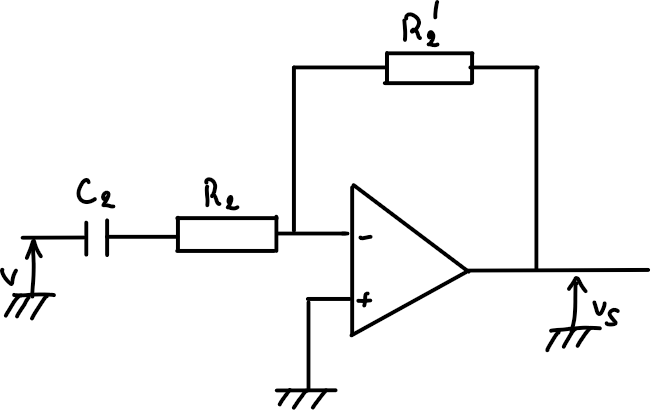 R₂'
C₂
R₂
-
v
+
vₛ